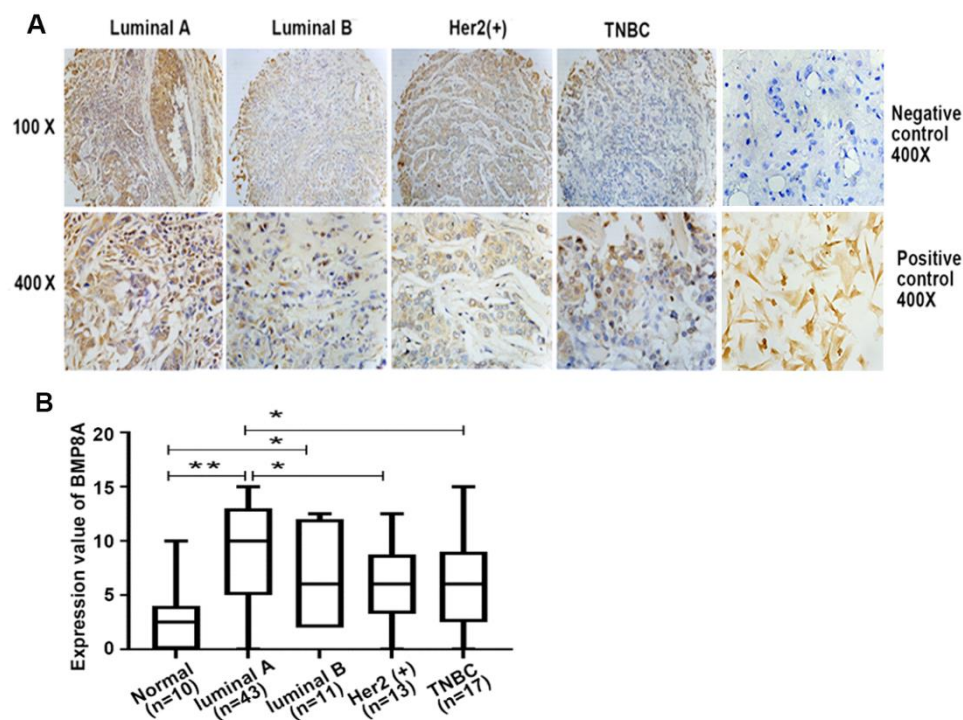 A
Luminal A
Luminal B
Her2(+)
TNBC
100 X
Negative
control
400X
400 X
Positive
control
400X
B
Expression value of BMP8A
20
15
10
5
0
*
*
**
*
Normal
(n=10)
luminal A
(n=43)
luminal B
(n=11)
Her2 (+)
(n=13)
TNBC
(n=17)